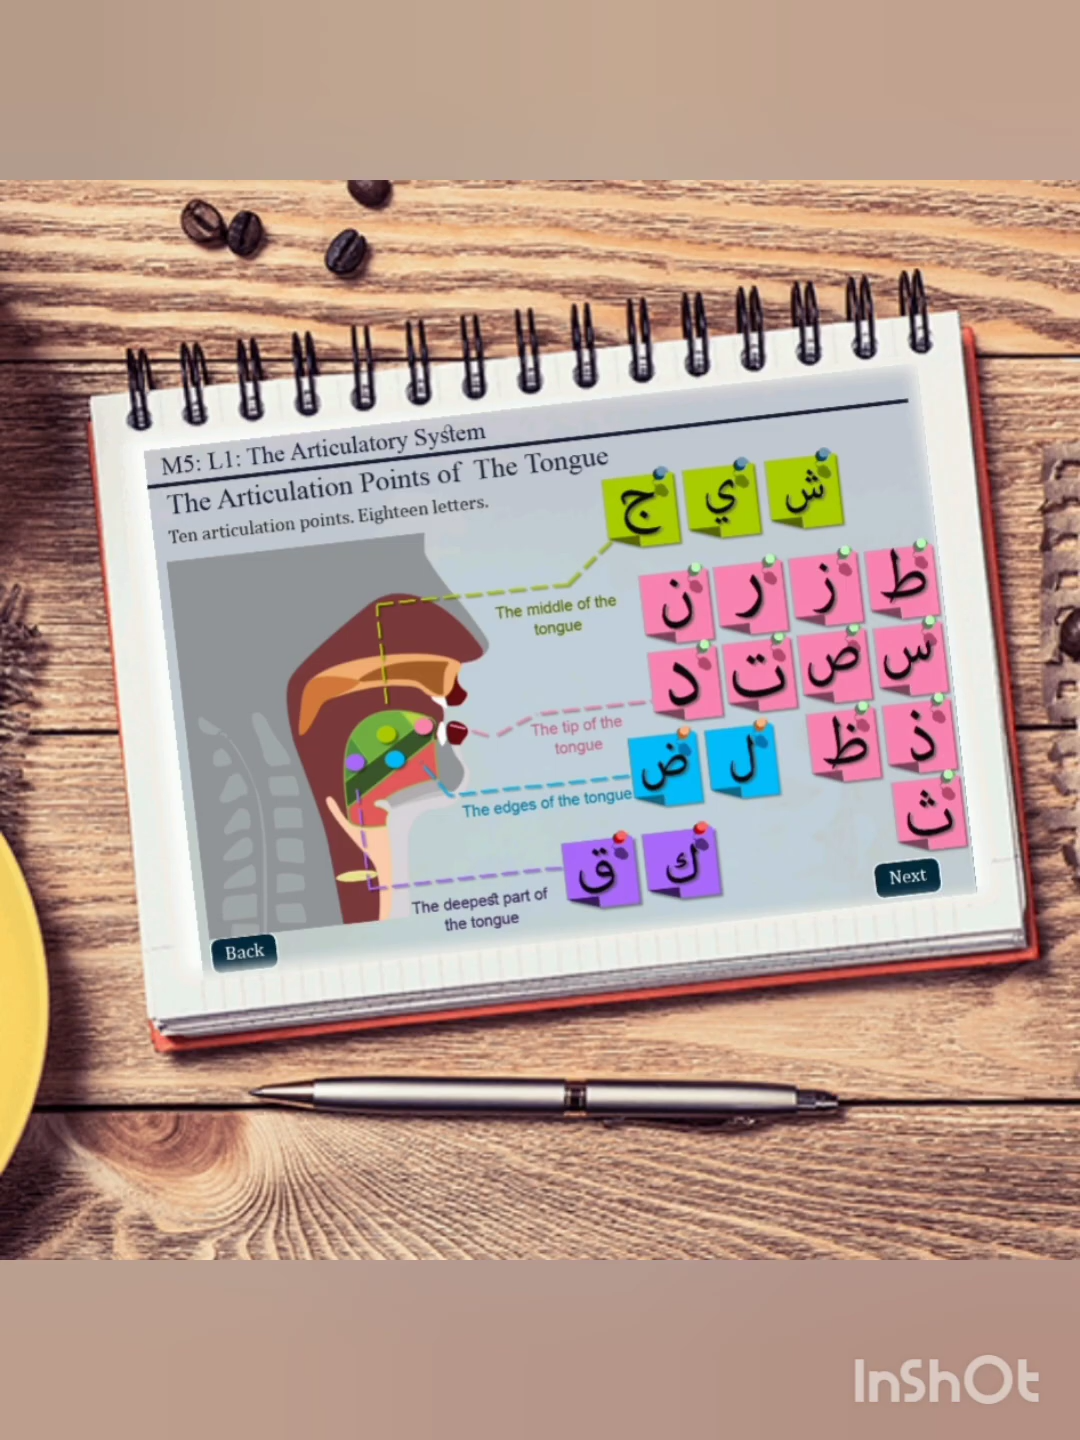 M5: L1: The Articulatory System
The Articulation Points of The Tongue
Ten articulation points. Eighteen letters.
ج ي ش
The middle of the
tongue
ن ر ز ط
د ت ص س
The tip of the
tongue
ض ل ظ ذ
The edges of the tongue
ث
ق ك
The deepest part of
the tongue
Next
Back
InShOt